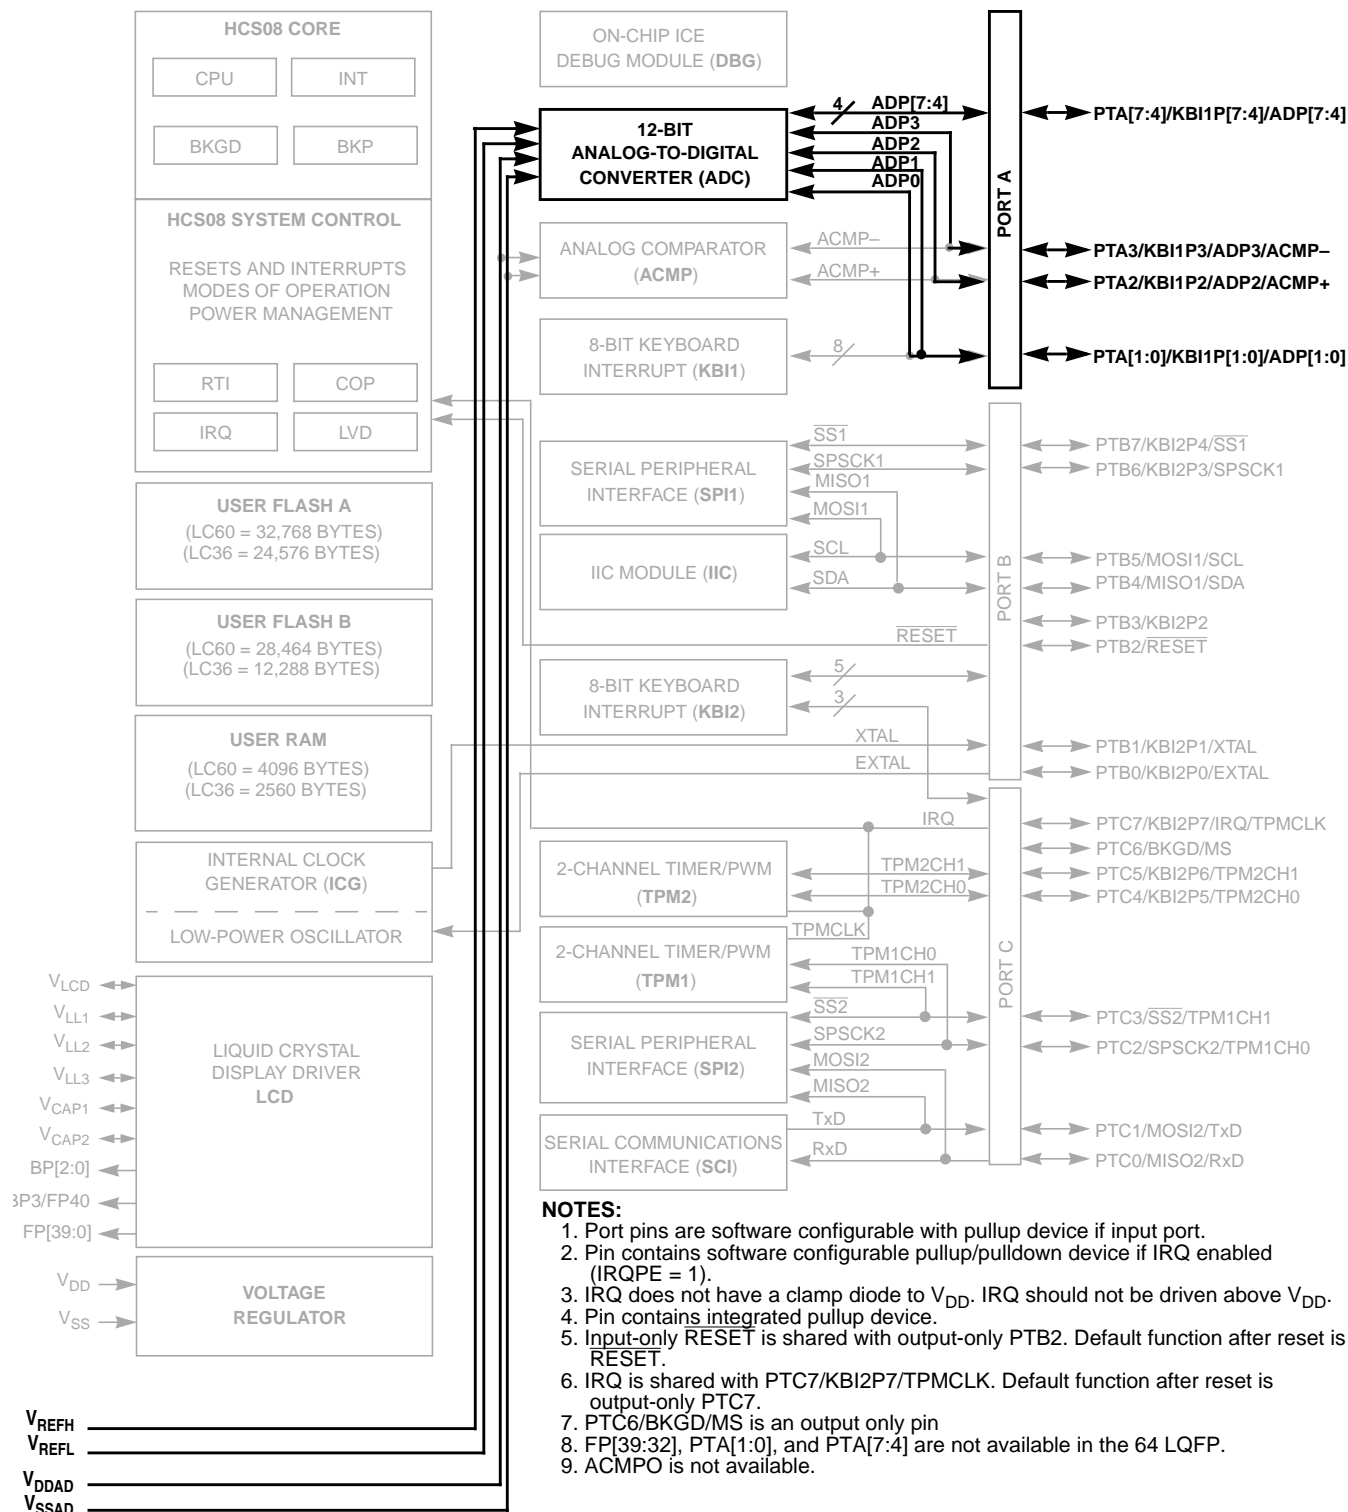 HCS08 CORE
CPU
INT
BKGD
BKP
HCS08 SYSTEM CONTROL
RESETS AND INTERRUPTS
MODES OF OPERATION
POWER MANAGEMENT
RTI
COP
IRQ
LVD
USER FLASH A
(LC60 = 32,768 BYTES)
(LC36 = 24,576 BYTES)
USER FLASH B
(LC60 = 28,464 BYTES)
(LC36 = 12,288 BYTES)
USER RAM
(LC60 = 4096 BYTES)
(LC36 = 2560 BYTES)
INTERNAL CLOCK
GENERATOR (ICG)
LOW-POWER OSCILLATOR
VLCD
VLL1
VLL2
VLL3
VCAP1
VCAP2
BP[2:0]
BP3/FP40
FP[39:0]
LIQUID CRYSTAL
DISPLAY DRIVER
LCD
VDD
VSS
VOLTAGE
REGULATOR
VREFH
VREFL
VDDAD
VSSAD
ON-CHIP ICE
DEBUG MODULE (DBG)
12-BIT
ANALOG-TO-DIGITAL
CONVERTER (ADC)
4
ADP[7:4]
ADP3
ADP2
ADP1
ADP0
ANALOG COMPARATOR
(ACMP)
ACMP–
ACMP+
8-BIT KEYBOARD
INTERRUPT (KBI1)
8
SERIAL PERIPHERAL
INTERFACE (SPI1)
SS1
SPSCK1
MISO1
MOSI1
IIC MODULE (IIC)
SCL
SDA
RESET
8-BIT KEYBOARD
INTERRUPT (KBI2)
5
3
XTAL
EXTAL
IRQ
2-CHANNEL TIMER/PWM
(TPM2)
TPM2CH1
TPM2CH0
TPMCLK
2-CHANNEL TIMER/PWM
(TPM1)
TPM1CH0
TPM1CH1
SERIAL PERIPHERAL
INTERFACE (SPI2)
SS2
SPSCK2
MOSI2
MISO2
SERIAL COMMUNICATIONS
INTERFACE (SCI)
TxD
RxD
PORT A
PTA[7:4]/KBI1P[7:4]/ADP[7:4]
PTA3/KBI1P3/ADP3/ACMP–
PTA2/KBI1P2/ADP2/ACMP+
PTA[1:0]/KBI1P[1:0]/ADP[1:0]
PORT B
PTB7/KBI2P4/SS1
PTB6/KBI2P3/SPSCK1
PTB5/MOSI1/SCL
PTB4/MISO1/SDA
PTB3/KBI2P2
PTB2/RESET
PTB1/KBI2P1/XTAL
PTB0/KBI2P0/EXTAL
PORT C
PTC7/KBI2P7/IRQ/TPMCLK
PTC6/BKGD/MS
PTC5/KBI2P6/TPM2CH1
PTC4/KBI2P5/TPM2CH0
PTC3/SS2/TPM1CH1
PTC2/SPSCK2/TPM1CH0
PTC1/MOSI2/TxD
PTC0/MISO2/RxD
NOTES:
1. Port pins are software configurable with pullup device if input port.
2. Pin contains software configurable pullup/pulldown device if IRQ enabled
(IRQPE = 1).
3. IRQ does not have a clamp diode to VDD. IRQ should not be driven above VDD.
4. Pin contains integrated pullup device.
5. Input-only RESET is shared with output-only PTB2. Default function after reset is
RESET.
6. IRQ is shared with PTC7/KBI2P7/TPMCLK. Default function after reset is
output-only PTC7.
7. PTC6/BKGD/MS is an output only pin
8. FP[39:32], PTA[1:0], and PTA[7:4] are not available in the 64 LQFP.
9. ACMPO is not available.